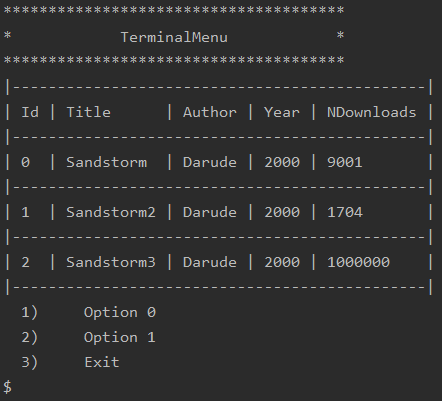 **************************************
*            TerminalMenu            *
**************************************
|----------------------------------------------|
| Id | Title      | Author | Year | NDownloads |
|----------------------------------------------|
| 0  | Sandstorm  | Darude | 2000 | 9001       |
|----------------------------------------------|
| 1  | Sandstorm2 | Darude | 2000 | 1704       |
|----------------------------------------------|
| 2  | Sandstorm3 | Darude | 2000 | 1000000    |
|----------------------------------------------|
  1)     Option 0
  2)     Option 1
  3)     Exit
$